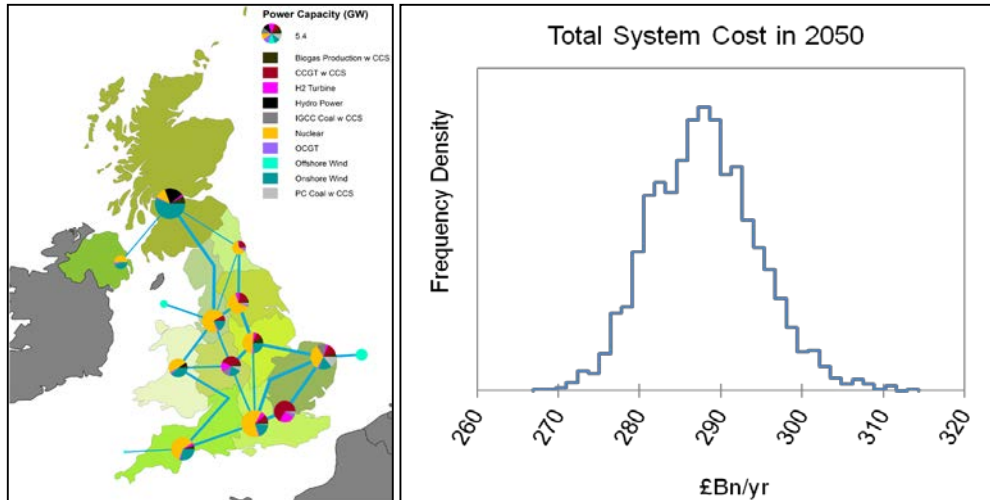 Power Capacity (GW)
5.4
Biogas Production w CCS
CCGT w CCS
H2 Turbine
Hydro Power
IGCC Coal w CCS
Nuclear
OCGT
Offshore Wind
Onshore Wind
PC Coal w CCS
Total System Cost in 2050
Frequency Density
260
270
280
290
300
310
320
£Bn/yr